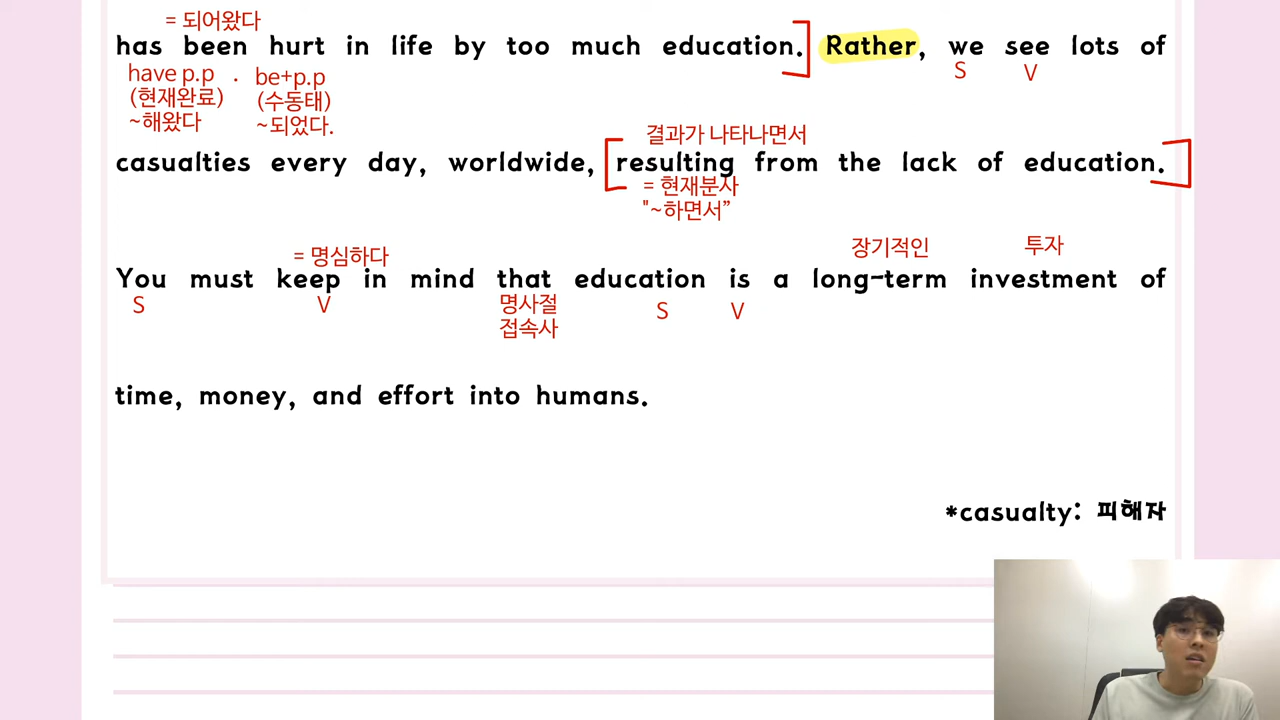 = 되어왔다
has been hurt in life by too much education. Rather, we see lots of
have p.p . be+p.p S V
(현재완료) (수동태)
~해왔다 ~되었다.
결과가 나타나면서
casualties every day, worldwide, resulting from the lack of education.
= 현재분사
"~하면서”
= 명심하다 장기적인 투자
You must keep in mind that education is a long-term investment of
S V 명사절 S V
접속사
time, money, and effort into humans.
*casualty: 피해자